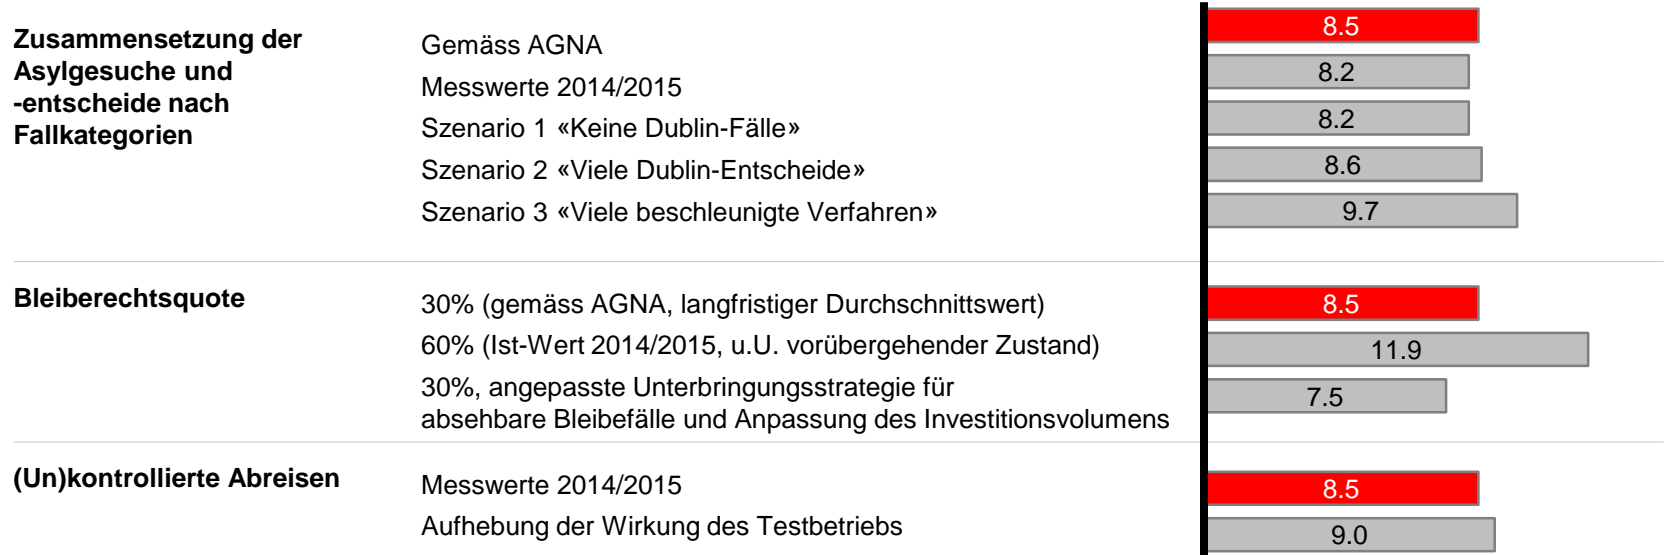 Zusammensetzung der
Asylgesuche und
-entscheide nach
Fallkategorien
Gemäss AGNA
8.5
Messwerte 2014/2015
8.2
Szenario 1 «Keine Dublin-Fälle»
8.2
Szenario 2 «Viele Dublin-Entscheide»
8.6
Szenario 3 «Viele beschleunigte Verfahren»
9.7
Bleiberechtsquote
30% (gemäss AGNA, langfristiger Durchschnittswert)
8.5
60% (Ist-Wert 2014/2015, u.U. vorübergehender Zustand)
11.9
30%, angepasste Unterbringungsstrategie für
absehbare Bleibefälle und Anpassung des Investitionsvolumens
7.5
(Un)kontrollierte Abreisen
Messwerte 2014/2015
8.5
Aufhebung der Wirkung des Testbetriebs
9.0